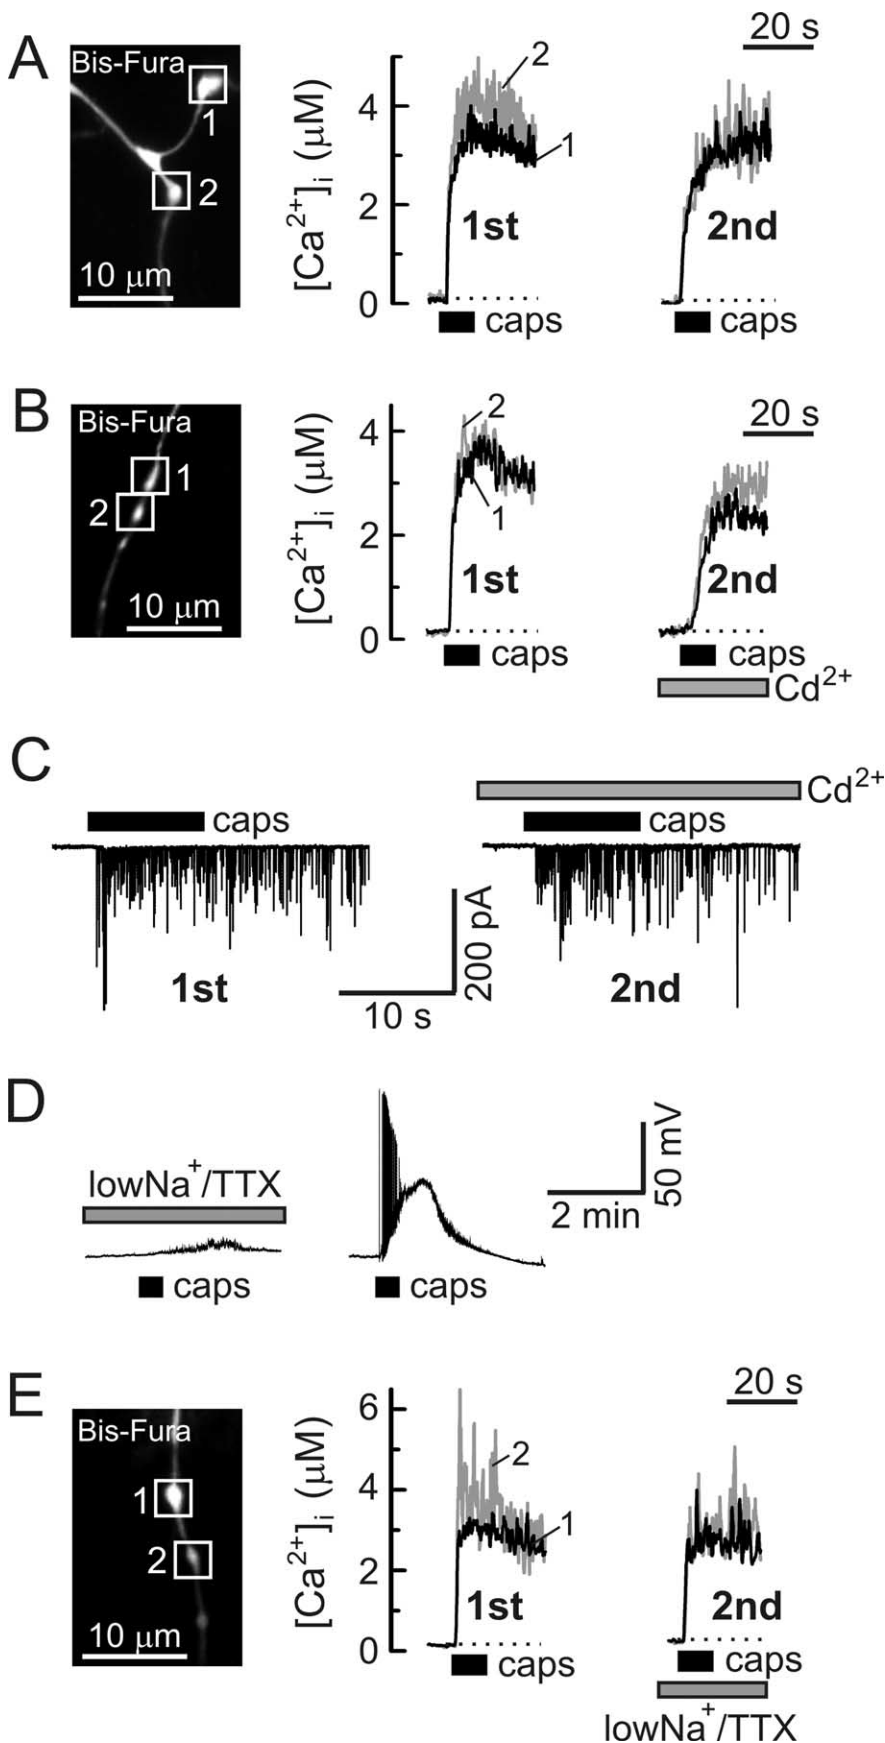 A
20 s
Bis-Fura
1
2
10 μm
[Ca²⁺]ᵢ (μM)
4
2
0
2
1
1st
2nd
caps
caps
B
20 s
Bis-Fura
1
2
10 μm
[Ca²⁺]ᵢ (μM)
4
2
0
2
1
1st
2nd
caps
caps
Cd²⁺
C
Cd²⁺
caps
caps
1st
2nd
200 pA
10 s
D
lowNa⁺/TTX
50 mV
2 min
caps
caps
E
20 s
Bis-Fura
1
2
10 μm
[Ca²⁺]ᵢ (μM)
6
4
2
0
2
1
1st
2nd
caps
caps
lowNa⁺/TTX